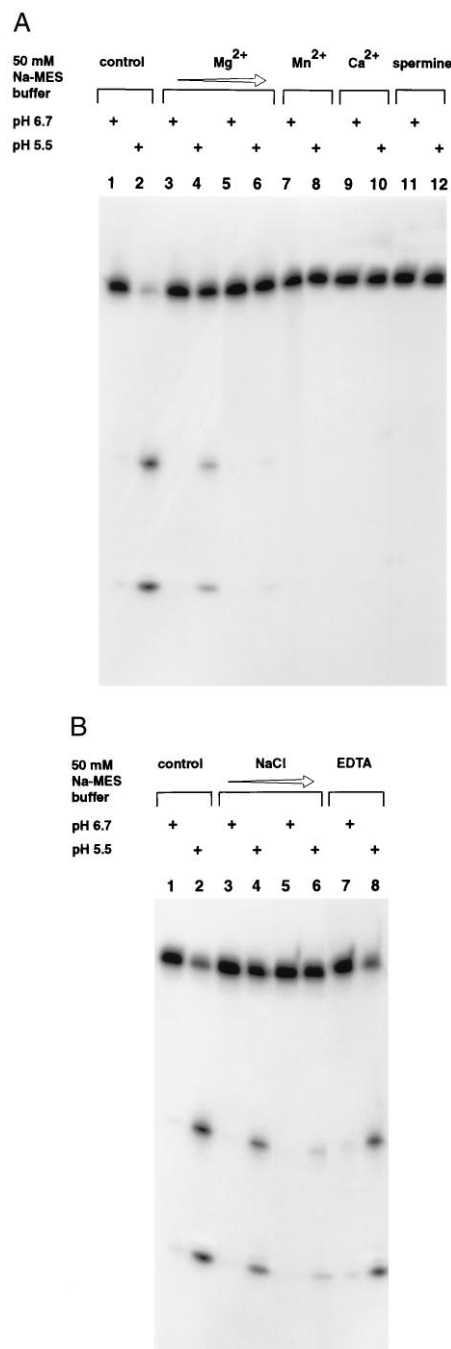 A
50 mM Na-MES buffer
control Mg2+ Mn2+ Ca2+ spermine
pH 6.7 + + + + + +
pH 5.5 + + + + + +
1 2 3 4 5 6 7 8 9 10 11 12
B
50 mM Na-MES buffer
control NaCl EDTA
pH 6.7 + + + +
pH 5.5 + + + +
1 2 3 4 5 6 7 8